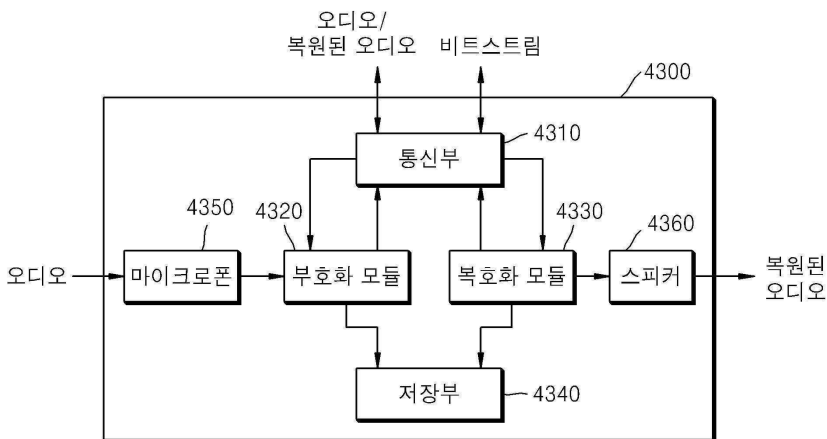 오디오/
복원된 오디오
비트스트림
4300
4310
통신부
4350
4320
4330
4360
오디오
마이크로폰
부호화 모듈
복호화 모듈
스피커
복원된
오디오
저장부
4340